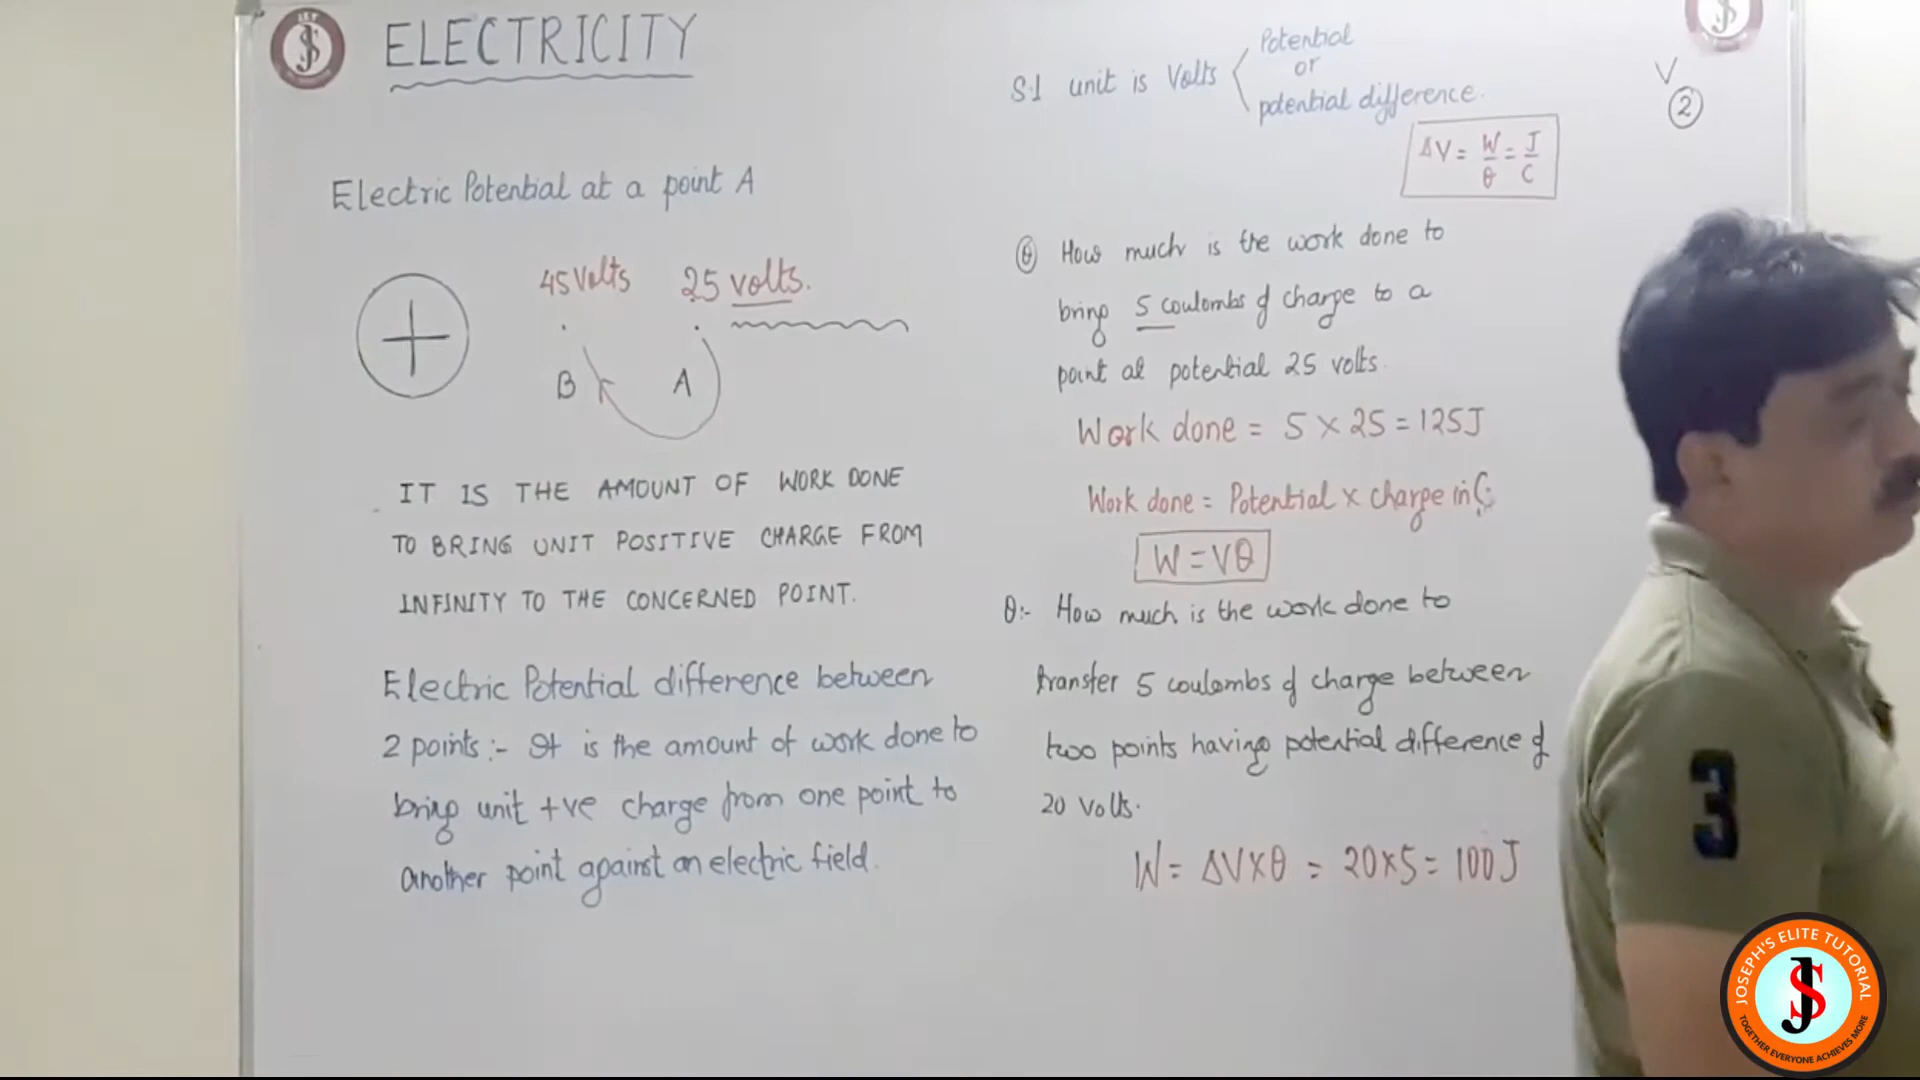 ELECTRICITY
Electric Potential at a point A
45 Volts 25 volts.
B A
IT IS THE AMOUNT OF WORK DONE
TO BRING UNIT POSITIVE CHARGE FROM
INFINITY TO THE CONCERNED POINT.
Electric Potential difference between
2 points:- It is the amount of work done to
bring unit +ve charge from one point to
another point against an electric field.
S.I unit is Volts
Potential
or
potential difference.
ΔV = W/θ = J/C
V
2
θ How much is the work done to
bring 5 coulombs of charge to a
point at potential 25 volts.
Work done = 5 × 25 = 125J
Work done = Potential × charge in C
W = Vθ
θ:- How much is the work done to
transfer 5 coulombs of charge between
two points having potential difference of
20 Volts.
W = ΔV×θ = 20×5 = 100J
3
JOSEPH'S ELITE TUTORIAL
JS
TOGETHER EVERYONE ACHIEVES MORE